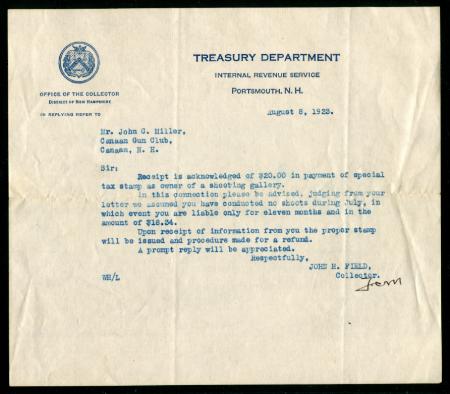 TREASURY DEPARTMENT
INTERNAL REVENUE SERVICE
PORTSMOUTH, N. H.
OFFICE OF THE COLLECTOR
DISTRICT OF NEW HAMPSHIRE
IN REPLYING REFER TO
August 8, 1923.
Mr. John C. Miller,
Canaan Gun Club,
Canaan, N. H.
Sir:
Receipt is acknowledged of $20.00 in payment of special
tax stamp as owner of a shooting gallery.
In this connection please be advised, judging from your
letter we assumed you have conducted no shoots during July, in
which event you are liable only for eleven months and in the
amount of $18.34.
Upon receipt of information from you the proper stamp
will be issued and procedure made for a refund.
A prompt reply will be appreciated.
Respectfully,
JOHN H. FIELD,
Collector.
WH/L